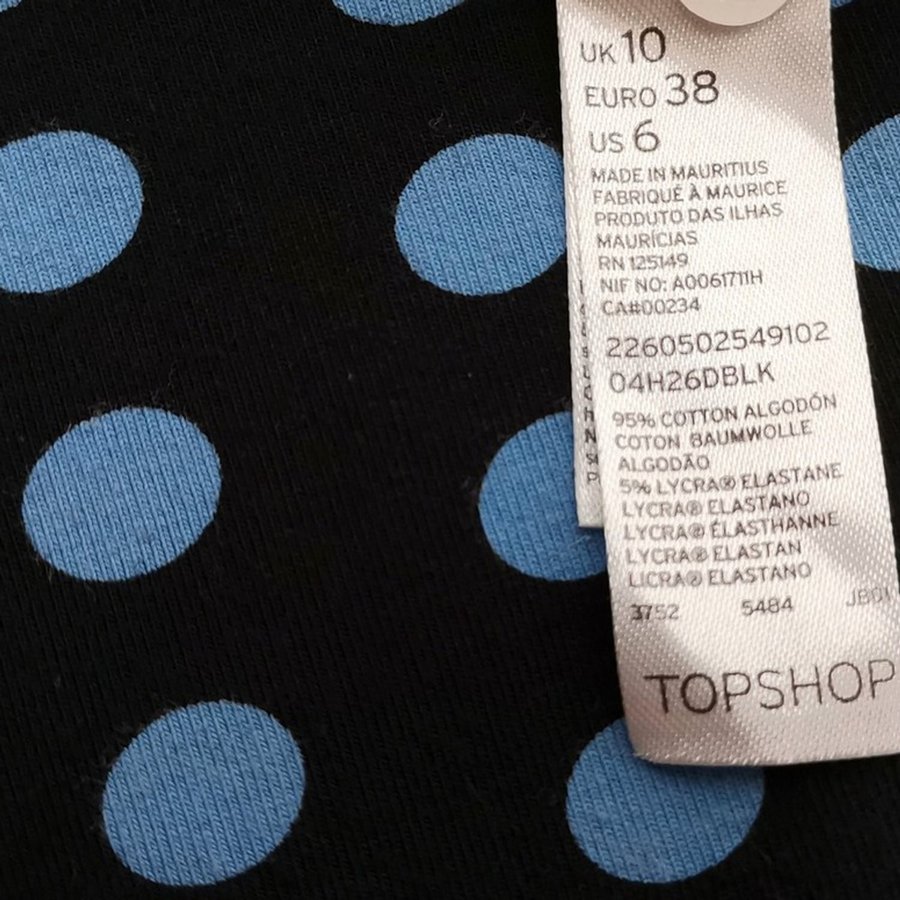 UK 10
EURO 38
US 6
MADE IN MAURITIUS
FABRIQUÉ À MAURICE
PRODUTO DAS ILHAS
MAURÍCIAS
RN 125149
NIF NO: A0061711H
CA#00234
2260502549102
04H26DBLK
95% COTTON ALGODÓN
COTON BAUMWOLLE
ALGODÃO
5% LYCRA® ELASTANE
LYCRA® ELASTANO
LYCRA® ÉLASTHANNE
LYCRA® ELASTAN
LICRA® ELASTANO
3752 5484 JB01
TOPSHOP